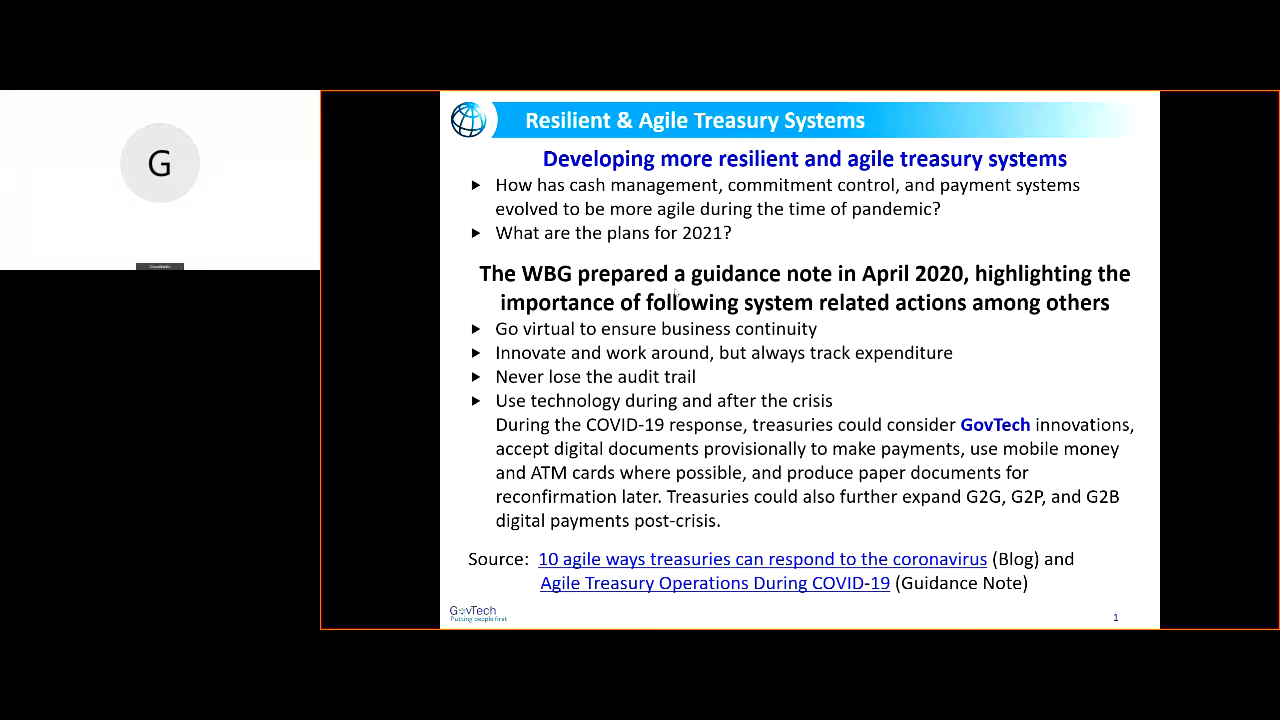 G
Resilient & Agile Treasury Systems
Developing more resilient and agile treasury systems
How has cash management, commitment control, and payment systems
evolved to be more agile during the time of pandemic?
What are the plans for 2021?
The WBG prepared a guidance note in April 2020, highlighting the
importance of following system related actions among others
Go virtual to ensure business continuity
Innovate and work around, but always track expenditure
Never lose the audit trail
Use technology during and after the crisis
During the COVID-19 response, treasuries could consider GovTech innovations,
accept digital documents provisionally to make payments, use mobile money
and ATM cards where possible, and produce paper documents for
reconfirmation later. Treasuries could also further expand G2G, G2P, and G2B
digital payments post-crisis.
Source: 10 agile ways treasuries can respond to the coronavirus (Blog) and
Agile Treasury Operations During COVID-19 (Guidance Note)
GovTech
Putting people first
1